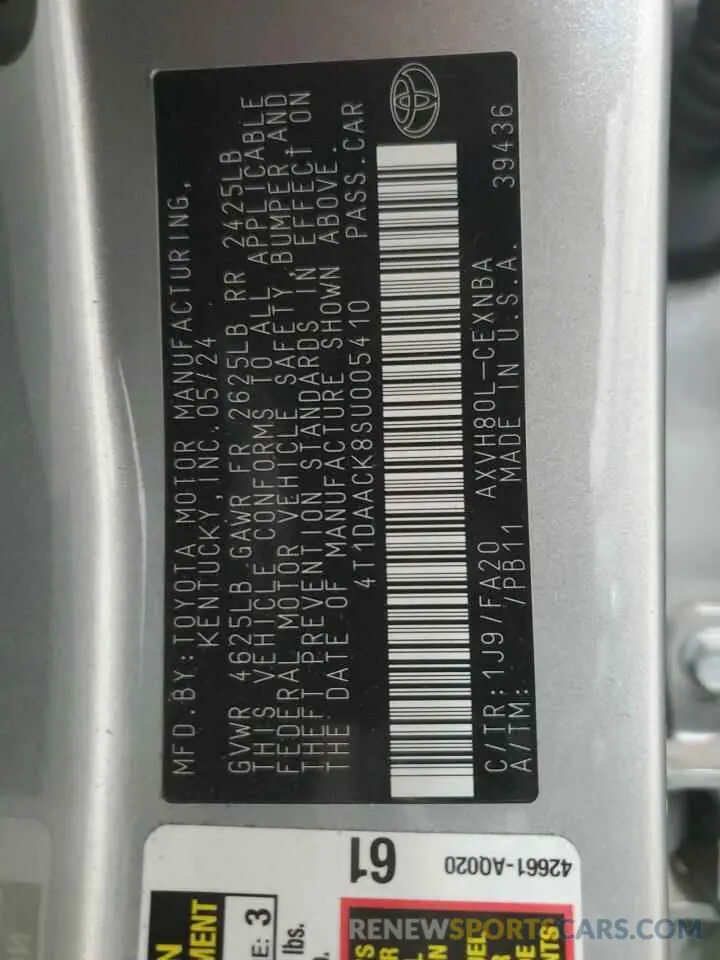 MFD.BY:TOYOTA MOTOR MANUFACTURING,
KENTUCKY,INC.05/24
GVWR 4625LB GAWR FR 2625LB RR 2425LB
THIS VEHICLE CONFORMS TO ALL APPLICABLE
FEDERAL MOTOR VEHICLE SAFETY,BUMPER,AND
THEFT PREVENTION STANDARDS IN EFFECT ON
THE DATE OF MANUFACTURE SHOWN ABOVE.
4T1DAACK8SU005410 PASS.CAR
C/TR:1J9/FA20 AXVH80L-CEXNBA 39436
A/TM: /PB11 MADE IN U.S.A.
61
42661-AQ020
MENT
E: 3
lbs.
RENEWSPORTSCARS.COM